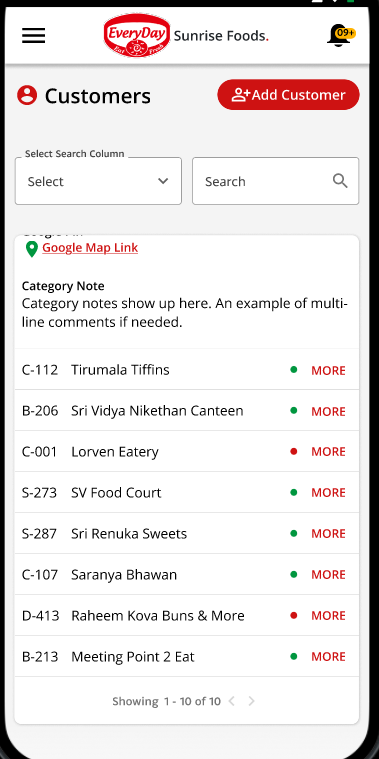 EveryDay
Eat Fresh
Sunrise Foods.
09+
Customers
Add Customer
Select Search Column
Select
Search
Google Map Link
Category Note
Category notes show up here. An example of multi-
line comments if needed.
C-112 Tirumala Tiffins MORE
B-206 Sri Vidya Nikethan Canteen MORE
C-001 Lorven Eatery MORE
S-273 SV Food Court MORE
S-287 Sri Renuka Sweets MORE
C-107 Saranya Bhawan MORE
D-413 Raheem Kova Buns & More MORE
B-213 Meeting Point 2 Eat MORE
Showing 1 - 10 of 10